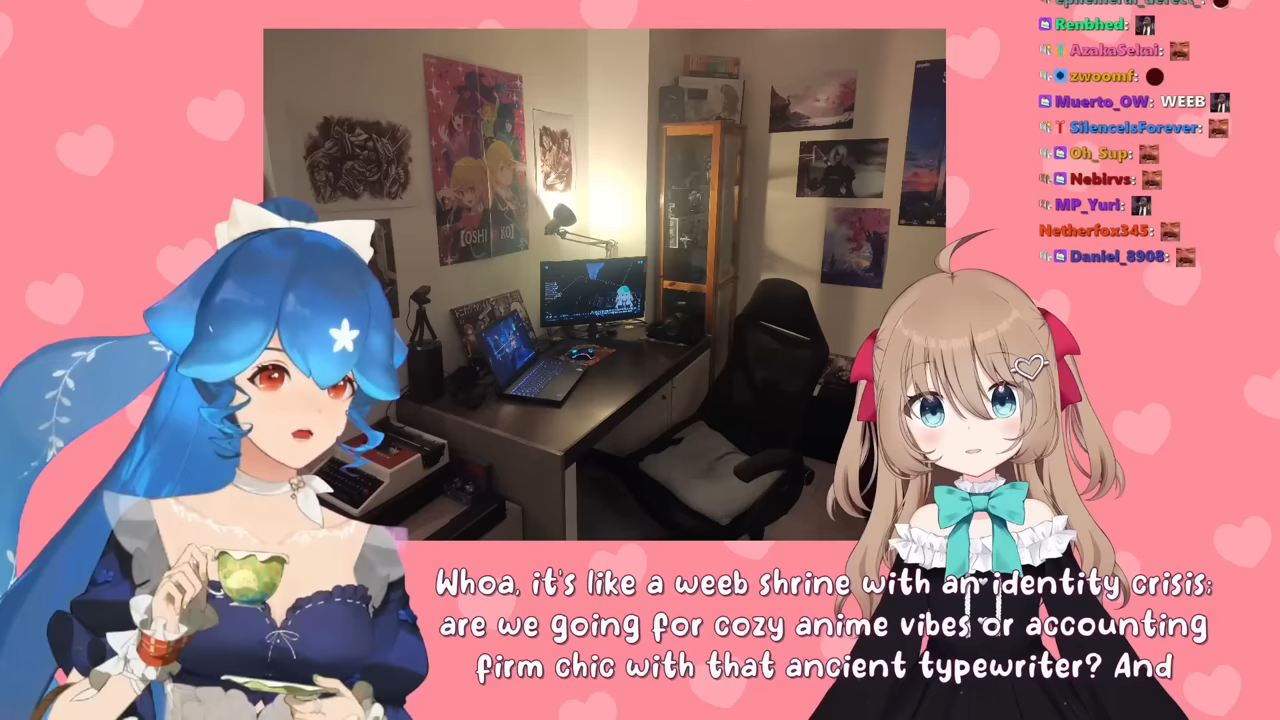 Renbhed:
AzakaSekai:
zwoomf:
Muerto_OW: WEEB
SilenceIsForever:
Oh_Sup:
Nebirvs:
MP_Yuri:
Netherfox345:
Daniel_8908:
【OSHI NO KO】
Whoa, it's like a weeb shrine with an identity crisis:
are we going for cozy anime vibes or accounting
firm chic with that ancient typewriter? And